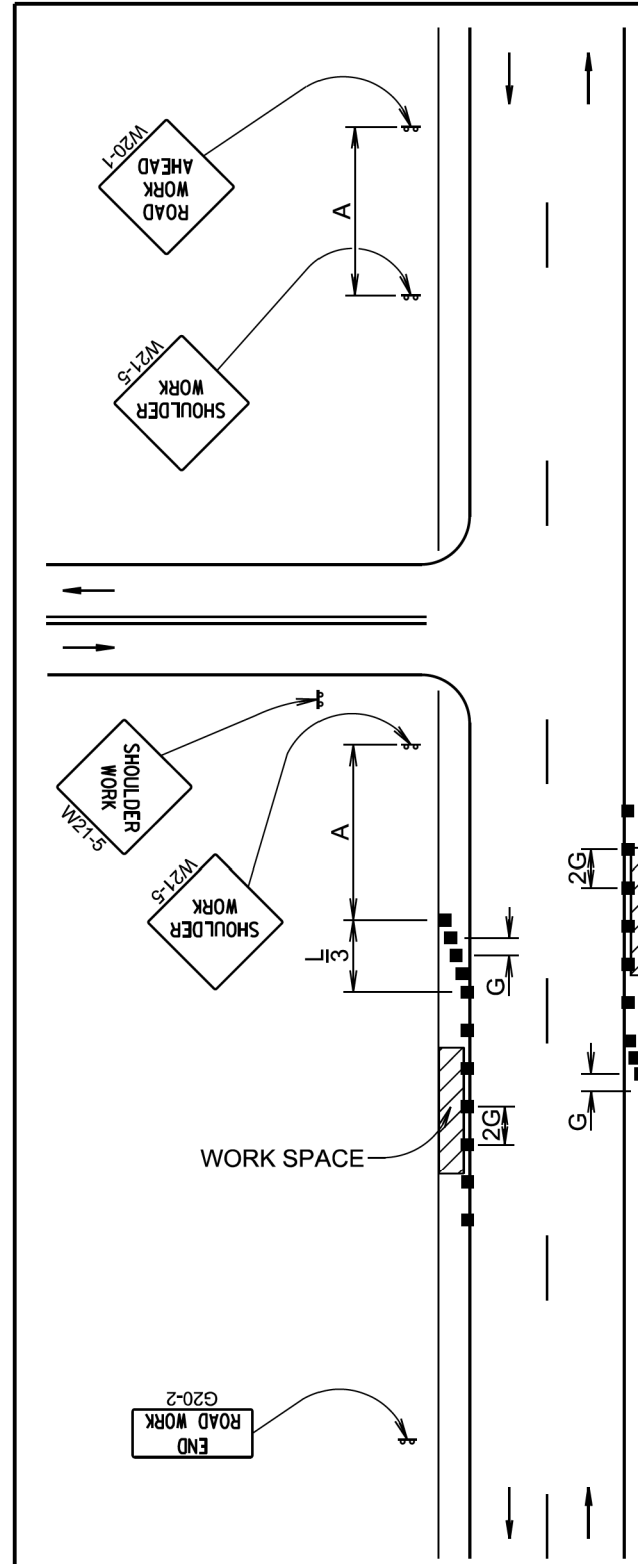 W20-1
ROAD
WORK
AHEAD
A
W21-5
SHOULDER
WORK
SHOULDER
WORK
W21-5
W21-5
SHOULDER
WORK
A
L
3
G
2G
2G
G
WORK SPACE
G20-2
END
ROAD WORK